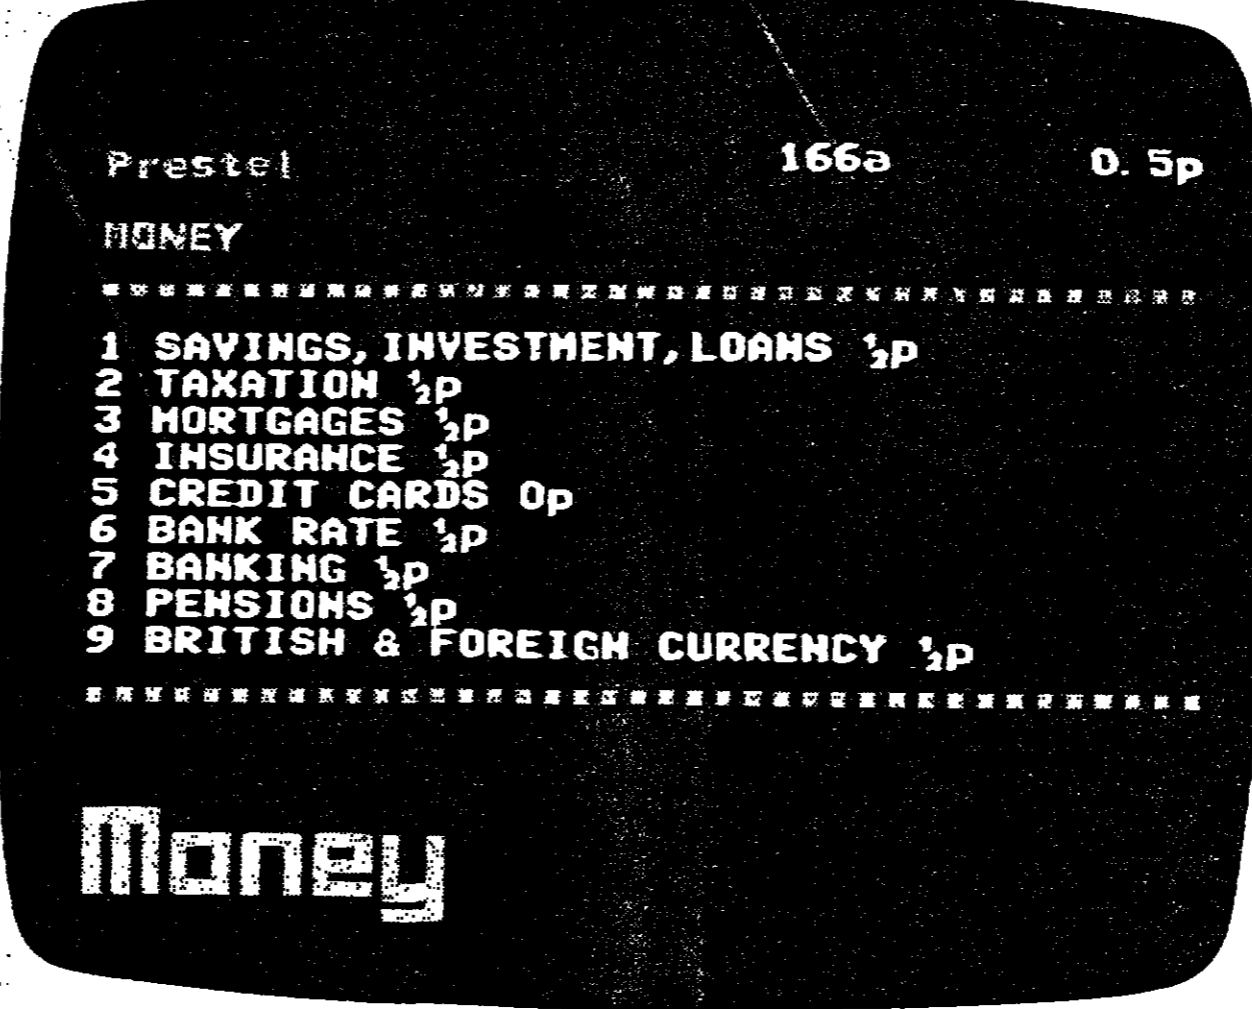 Prestel 166a 0.5p
MONEY
1 SAVINGS, INVESTMENT, LOANS ½p
2 TAXATION ½p
3 MORTGAGES ½p
4 INSURANCE ½p
5 CREDIT CARDS 0p
6 BANK RATE ½p
7 BANKING ½p
8 PENSIONS ½p
9 BRITISH & FOREIGN CURRENCY ½p
Money